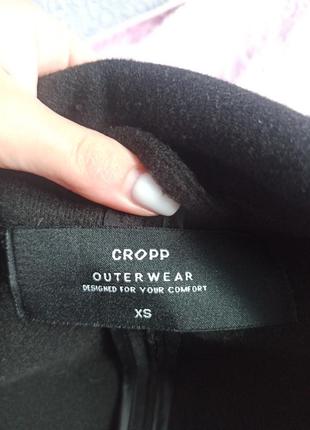 CROPP
OUTERWEAR
DESIGNED FOR YOUR COMFORT
XS